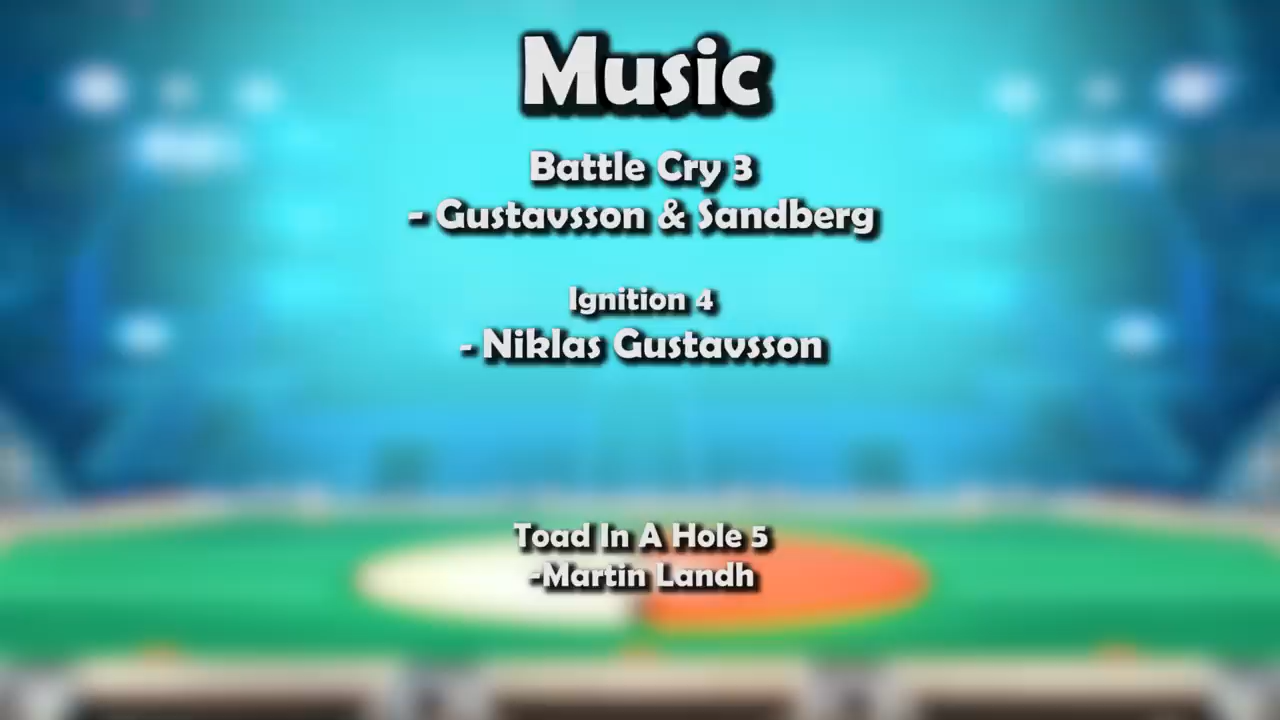 Music
Battle Cry 3
- Gustavsson & Sandberg
Ignition 4
- Niklas Gustavsson
Toad In A Hole 5
-Martin Landh